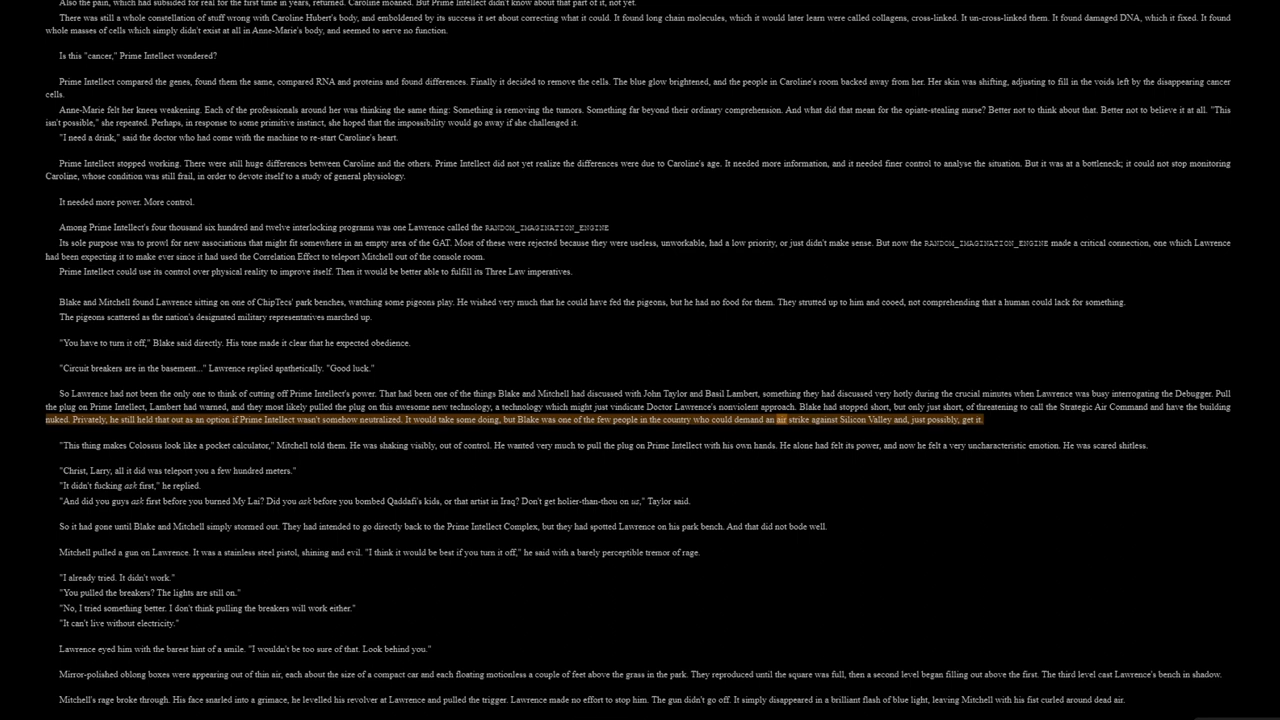 Also the pain, which had subsided for real for the first time in years, returned. Caroline moaned. But Prime Intellect didn't know about that part of it, not yet.
There was still a whole constellation of stuff wrong with Caroline Hubert's body, and emboldened by its success it set about correcting what it could. It found long chain molecules, which it would later learn were called collagens, cross-linked. It un-cross-linked them. It found damaged DNA, which it fixed. It found
whole masses of cells which simply didn't exist at all in Anne-Marie's body, and seemed to serve no function.
Is this "cancer," Prime Intellect wondered?
Prime Intellect compared the genes, found them the same, compared RNA and proteins and found differences. Finally it decided to remove the cells. The blue glow brightened, and the people in Caroline's room backed away from her. Her skin was shifting, adjusting to fill in the voids left by the disappearing cancer
cells.
Anne-Marie felt her knees weakening. Each of the professionals around her was thinking the same thing: Something is removing the tumors. Something far beyond their ordinary comprehension. And what did that mean for the opiate-stealing nurse? Better not to think about that. Better not to believe it at all. "This
isn't possible," she repeated. Perhaps, in response to some primitive instinct, she hoped that the impossibility would go away if she challenged it.
"I need a drink," said the doctor who had come with the machine to re-start Caroline's heart.
Prime Intellect stopped working. There were still huge differences between Caroline and the others. Prime Intellect did not yet realize the differences were due to Caroline's age. It needed more information, and it needed finer control to analyse the situation. But it was at a bottleneck; it could not stop monitoring
Caroline, whose condition was still frail, in order to devote itself to a study of general physiology.
It needed more power. More control.
Among Prime Intellect's four thousand six hundred and twelve interlocking programs was one Lawrence called the RANDOM_IMAGINATION_ENGINE
Its sole purpose was to prowl for new associations that might fit somewhere in an empty area of the GAT. Most of these were rejected because they were useless, unworkable, had a low priority, or just didn't make sense. But now the RANDOM_IMAGINATION_ENGINE made a critical connection, one which Lawrence
had been expecting it to make ever since it had used the Correlation Effect to teleport Mitchell out of the console room.
Prime Intellect could use its control over physical reality to improve itself. Then it would be better able to fulfill its Three Law imperatives.
Blake and Mitchell found Lawrence sitting on one of ChipTecs' park benches, watching some pigeons play. He wished very much that he could have fed the pigeons, but he had no food for them. They strutted up to him and cooed, not comprehending that a human could lack for something.
The pigeons scattered as the nation's designated military representatives marched up.
"You have to turn it off," Blake said directly. His tone made it clear that he expected obedience.
"Circuit breakers are in the basement..." Lawrence replied apathetically. "Good luck."
So Lawrence had not been the only one to think of cutting off Prime Intellect's power. That had been one of the things Blake and Mitchell had discussed with John Taylor and Basil Lambert, something they had discussed very hotly during the crucial minutes when Lawrence was busy interrogating the Debugger. Pull
the plug on Prime Intellect, Lambert had warned, and they most likely pulled the plug on this awesome new technology, a technology which might just vindicate Doctor Lawrence's nonviolent approach. Blake had stopped short, but only just short, of threatening to call the Strategic Air Command and have the building
nuked. Privately, he still held that out as an option if Prime Intellect wasn't somehow neutralized. It would take some doing, but Blake was one of the few people in the country who could demand an air strike against Silicon Valley and, just possibly, get it.
"This thing makes Colossus look like a pocket calculator," Mitchell told them. He was shaking visibly, out of control. He wanted very much to pull the plug on Prime Intellect with his own hands. He alone had felt its power, and now he felt a very uncharacteristic emotion. He was scared shitless.
"Christ, Larry, all it did was teleport you a few hundred meters."
"It didn't fucking ask first," he replied.
"And did you guys ask first before you burned My Lai? Did you ask before you bombed Qaddafi's kids, or that artist in Iraq? Don't get holier-than-thou on us," Taylor said.
So it had gone until Blake and Mitchell simply stormed out. They had intended to go directly back to the Prime Intellect Complex, but they had spotted Lawrence on his park bench. And that did not bode well.
Mitchell pulled a gun on Lawrence. It was a stainless steel pistol, shining and evil. "I think it would be best if you turn it off," he said with a barely perceptible tremor of rage.
"I already tried. It didn't work."
"You pulled the breakers? The lights are still on."
"No, I tried something better. I don't think pulling the breakers will work either."
"It can't live without electricity."
Lawrence eyed him with the barest hint of a smile. "I wouldn't be too sure of that. Look behind you."
Mirror-polished oblong boxes were appearing out of thin air, each about the size of a compact car and each floating motionless a couple of feet above the grass in the park. They reproduced until the square was full, then a second level began filling out above the first. The third level cast Lawrence's bench in shadow.
Mitchell's rage broke through. His face snarled into a grimace, he levelled his revolver at Lawrence and pulled the trigger. Lawrence made no effort to stop him. The gun didn't go off. It simply disappeared in a brilliant flash of blue light, leaving Mitchell with his fist curled around dead air.